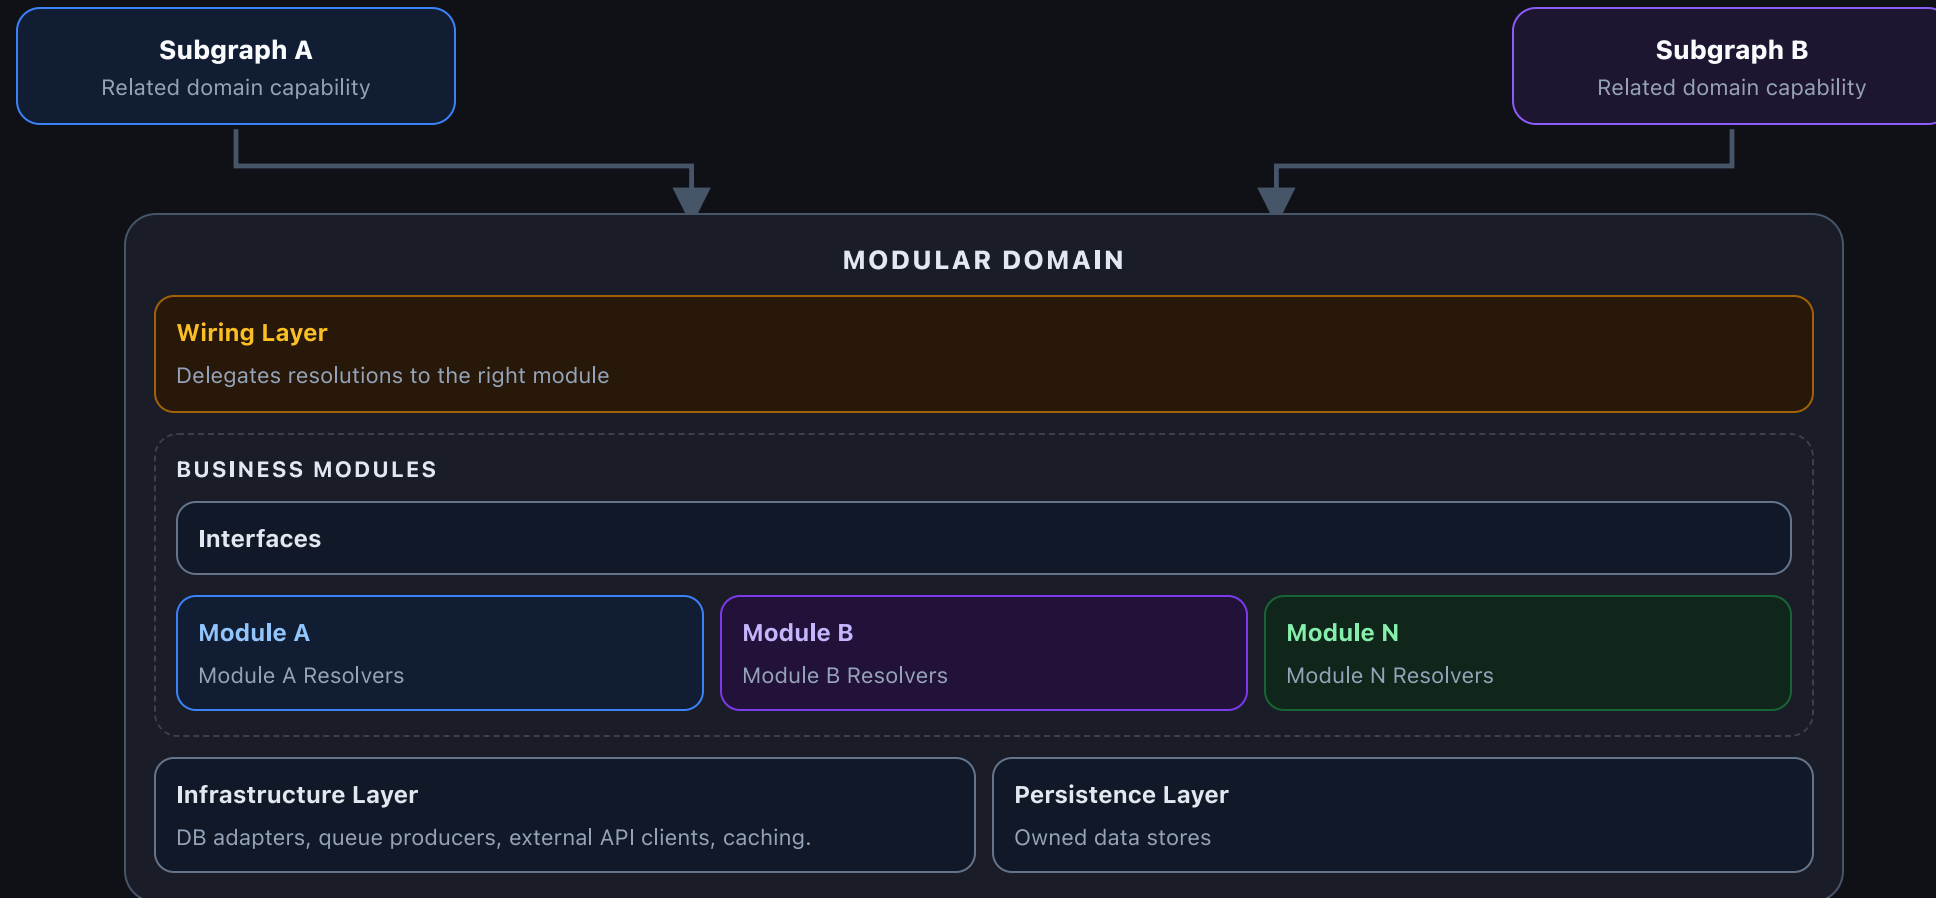 Subgraph A
Related domain capability
Subgraph B
Related domain capability
MODULAR DOMAIN
Wiring Layer
Delegates resolutions to the right module
BUSINESS MODULES
Interfaces
Module A
Module A Resolvers
Module B
Module B Resolvers
Module N
Module N Resolvers
Infrastructure Layer
DB adapters, queue producers, external API clients, caching.
Persistence Layer
Owned data stores